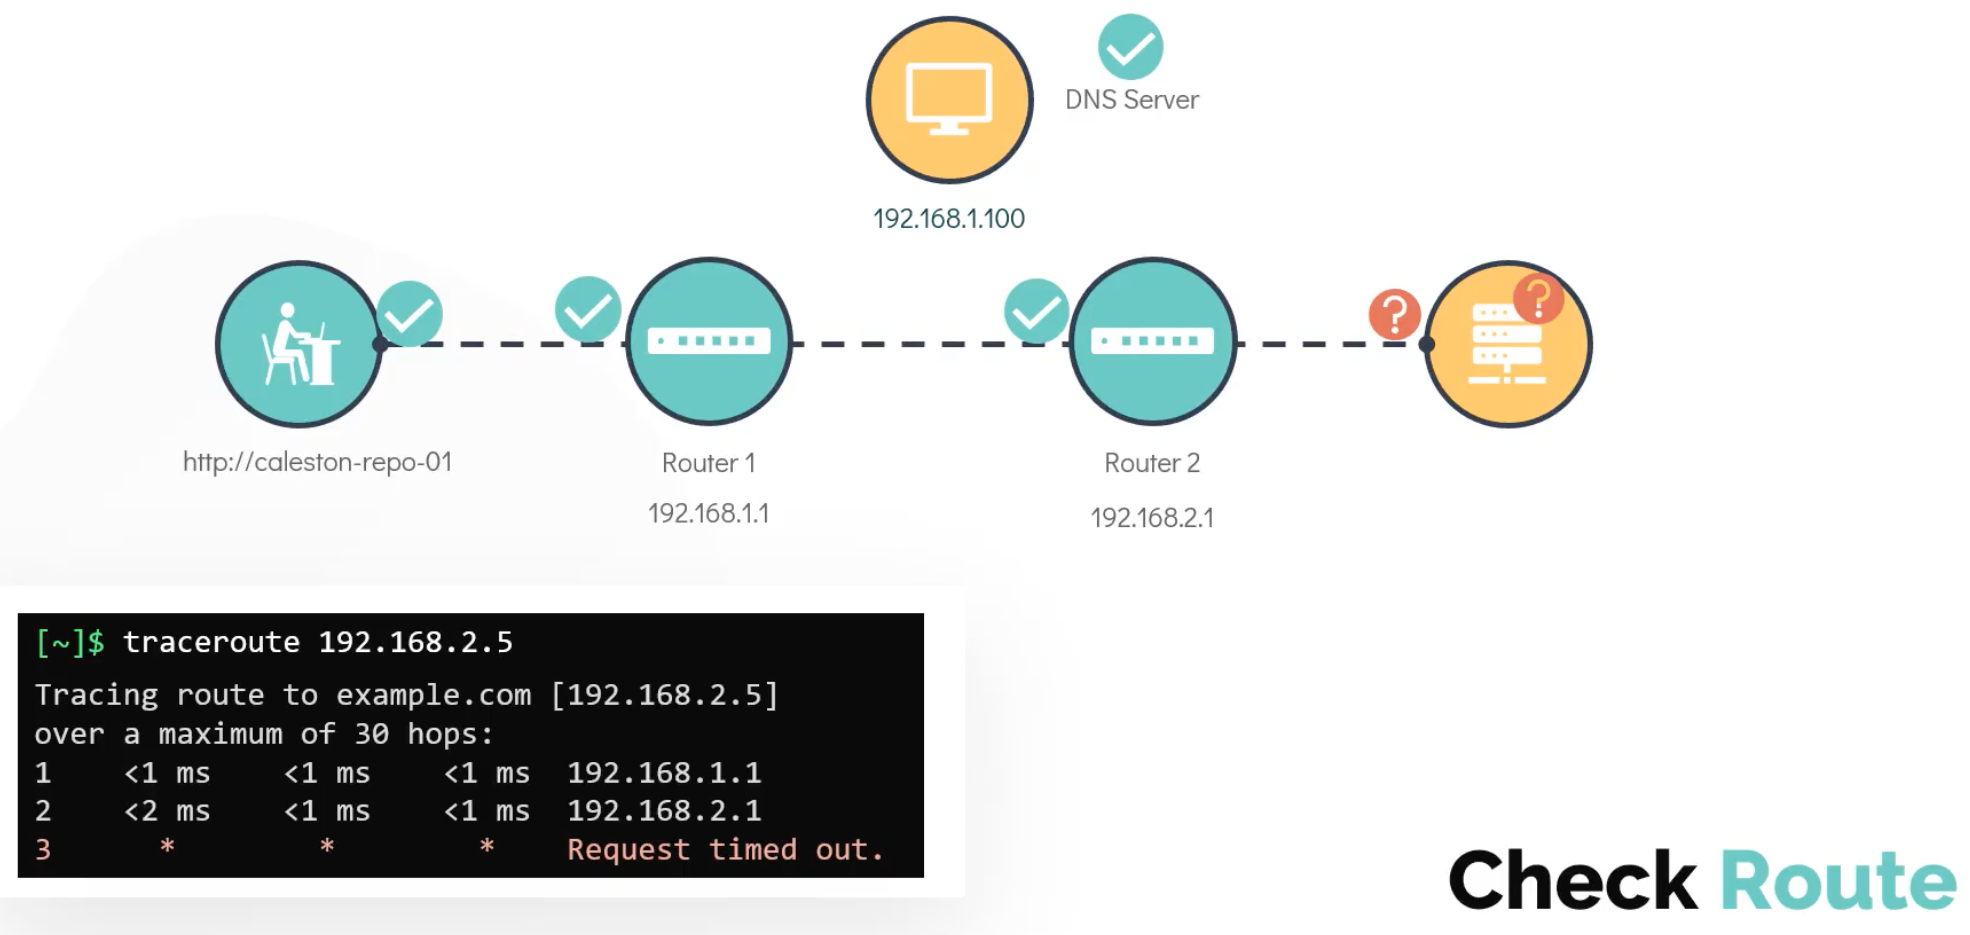 DNS Server
192.168.1.100
http://caleston-repo-01
Router 1
192.168.1.1
Router 2
192.168.2.1
?
?
[~]$ traceroute 192.168.2.5
Tracing route to example.com [192.168.2.5]
over a maximum of 30 hops:
1 <1 ms <1 ms <1 ms 192.168.1.1
2 <2 ms <1 ms <1 ms 192.168.2.1
3 * * * Request timed out.
Check Route